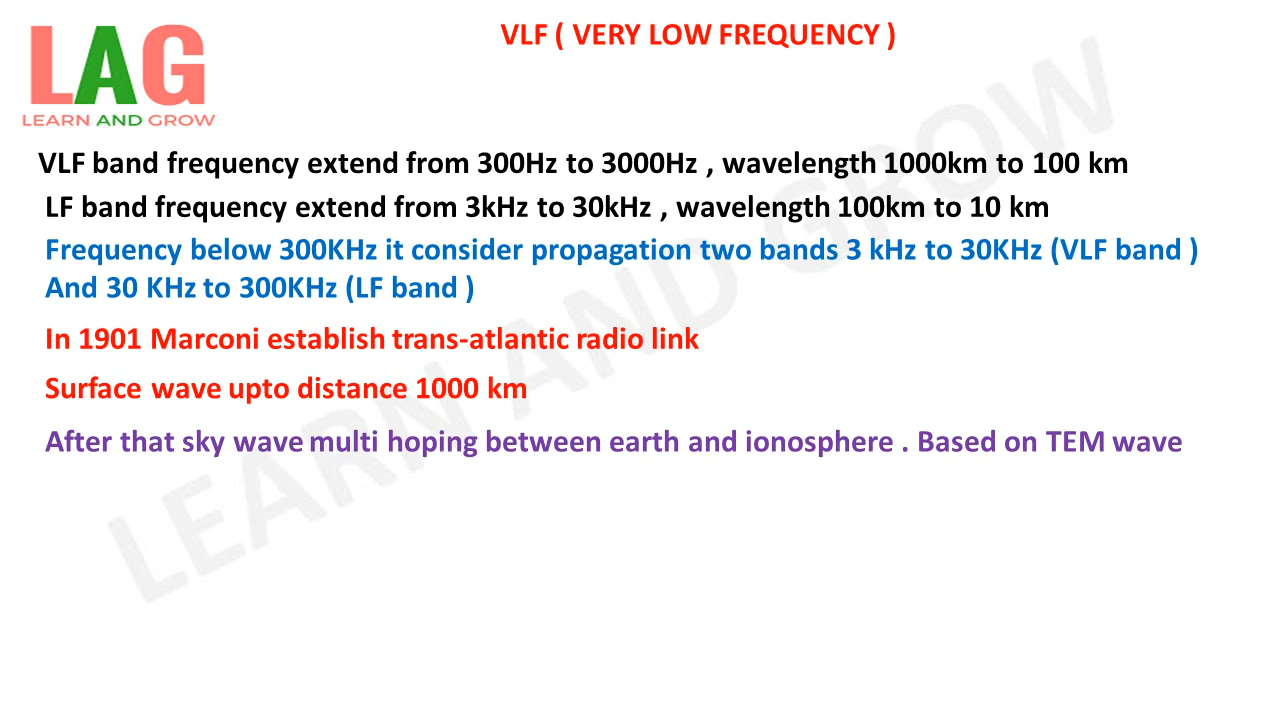 LAG
LEARN AND GROW
VLF ( VERY LOW FREQUENCY )
VLF band frequency extend from 300Hz to 3000Hz , wavelength 1000km to 100 km
LF band frequency extend from 3kHz to 30kHz , wavelength 100km to 10 km
Frequency below 300KHz it consider propagation two bands 3 kHz to 30KHz (VLF band )
And 30 KHz to 300KHz (LF band )
In 1901 Marconi establish trans-atlantic radio link
Surface wave upto distance 1000 km
After that sky wave multi hoping between earth and ionosphere . Based on TEM wave
LEARN AND GROW